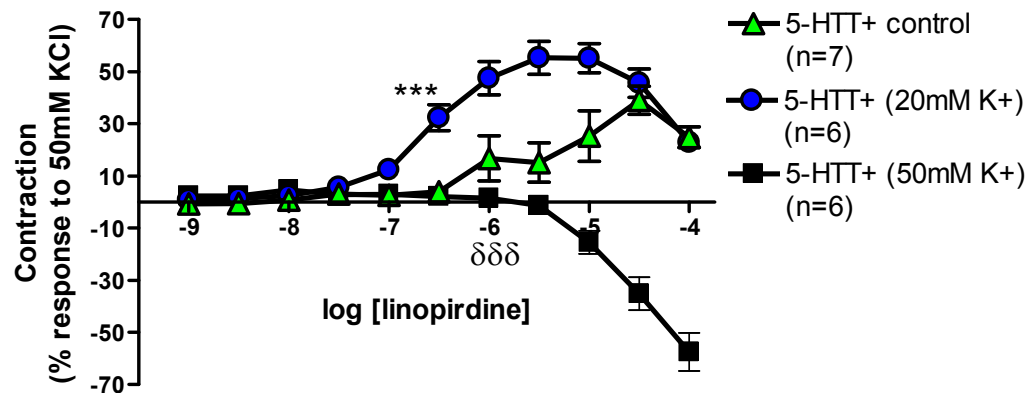 70
50
30
10
-10
-30
-50
-70
Contraction
(% response to 50mM KCl)
-9
-8
-7
-6
-5
-4
***
δδδ
log [linopirdine]
5-HTT+ control
(n=7)
5-HTT+ (20mM K+)
(n=6)
5-HTT+ (50mM K+)
(n=6)